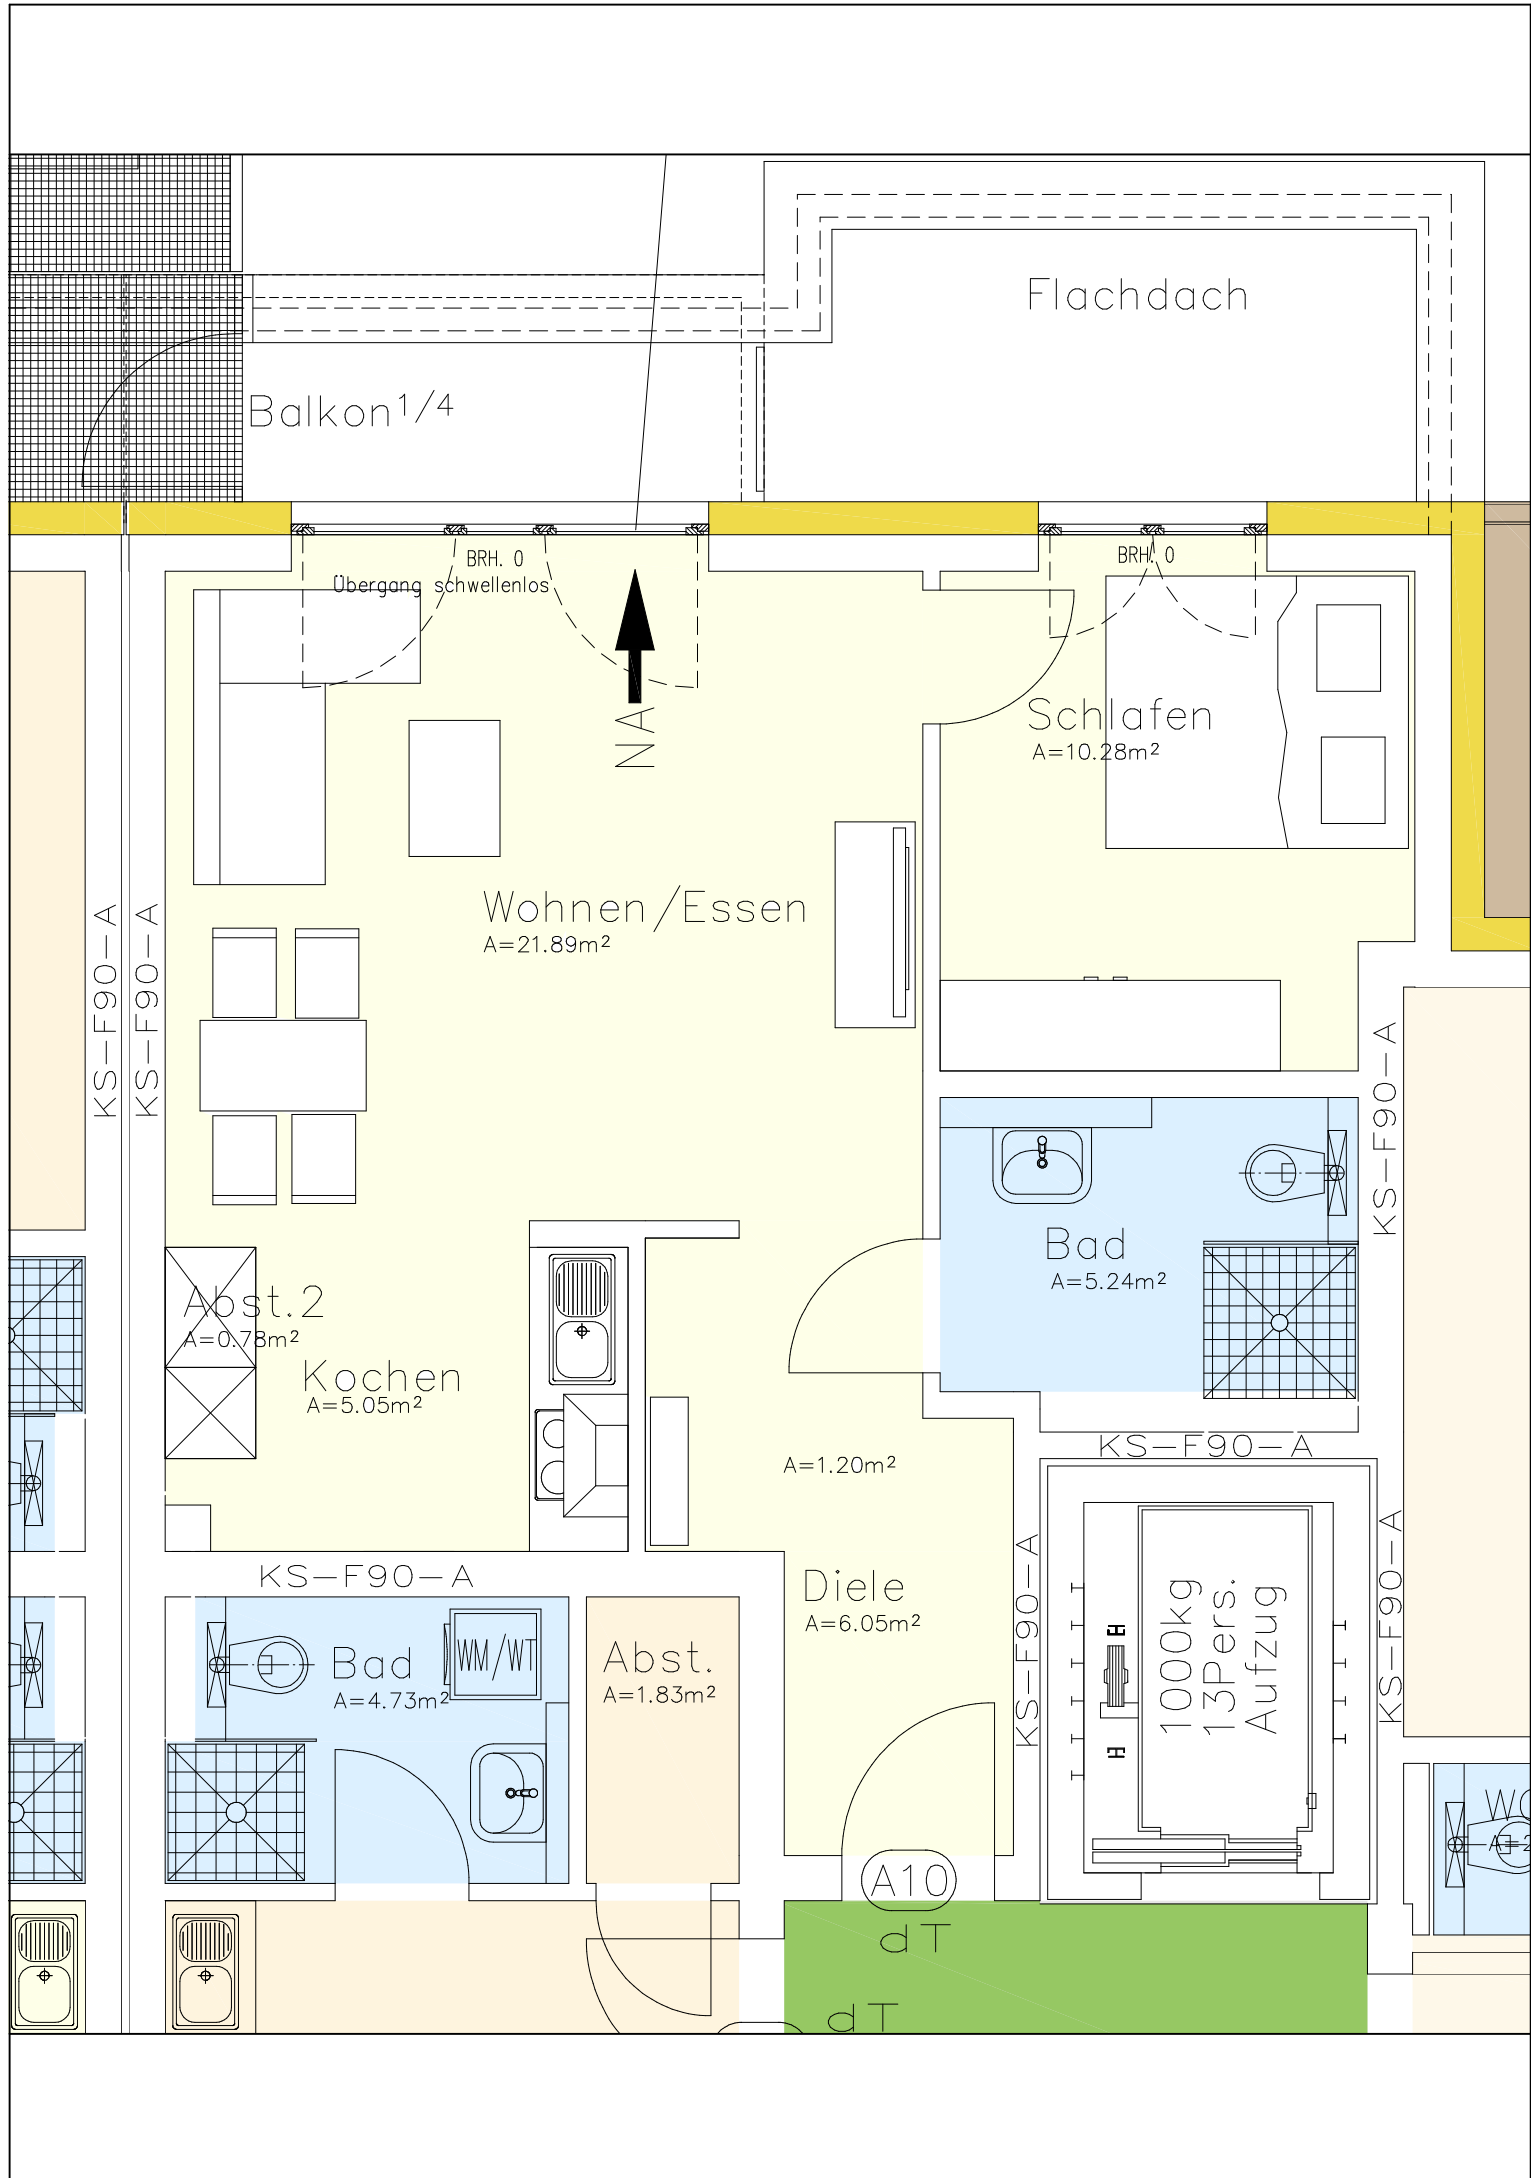 Flachdach
Balkon1/4
BRH. 0
Übergang schwellenlos
BRH. 0
NA
Schlafen
A=10.28m²
Wohnen/Essen
A=21.89m²
KS-F90-A
KS-F90-A
KS-F90-A
Bad
A=5.24m²
Abst.2
A=0.78m²
Kochen
A=5.05m²
KS-F90-A
A=1.20m²
KS-F90-A
KS-F90-A
KS-F90-A
Diele
A=6.05m²
1000kg
13Pers.
Aufzug
Bad
A=4.73m²
WM/WT
Abst.
A=1.83m²
A10
dT
dT